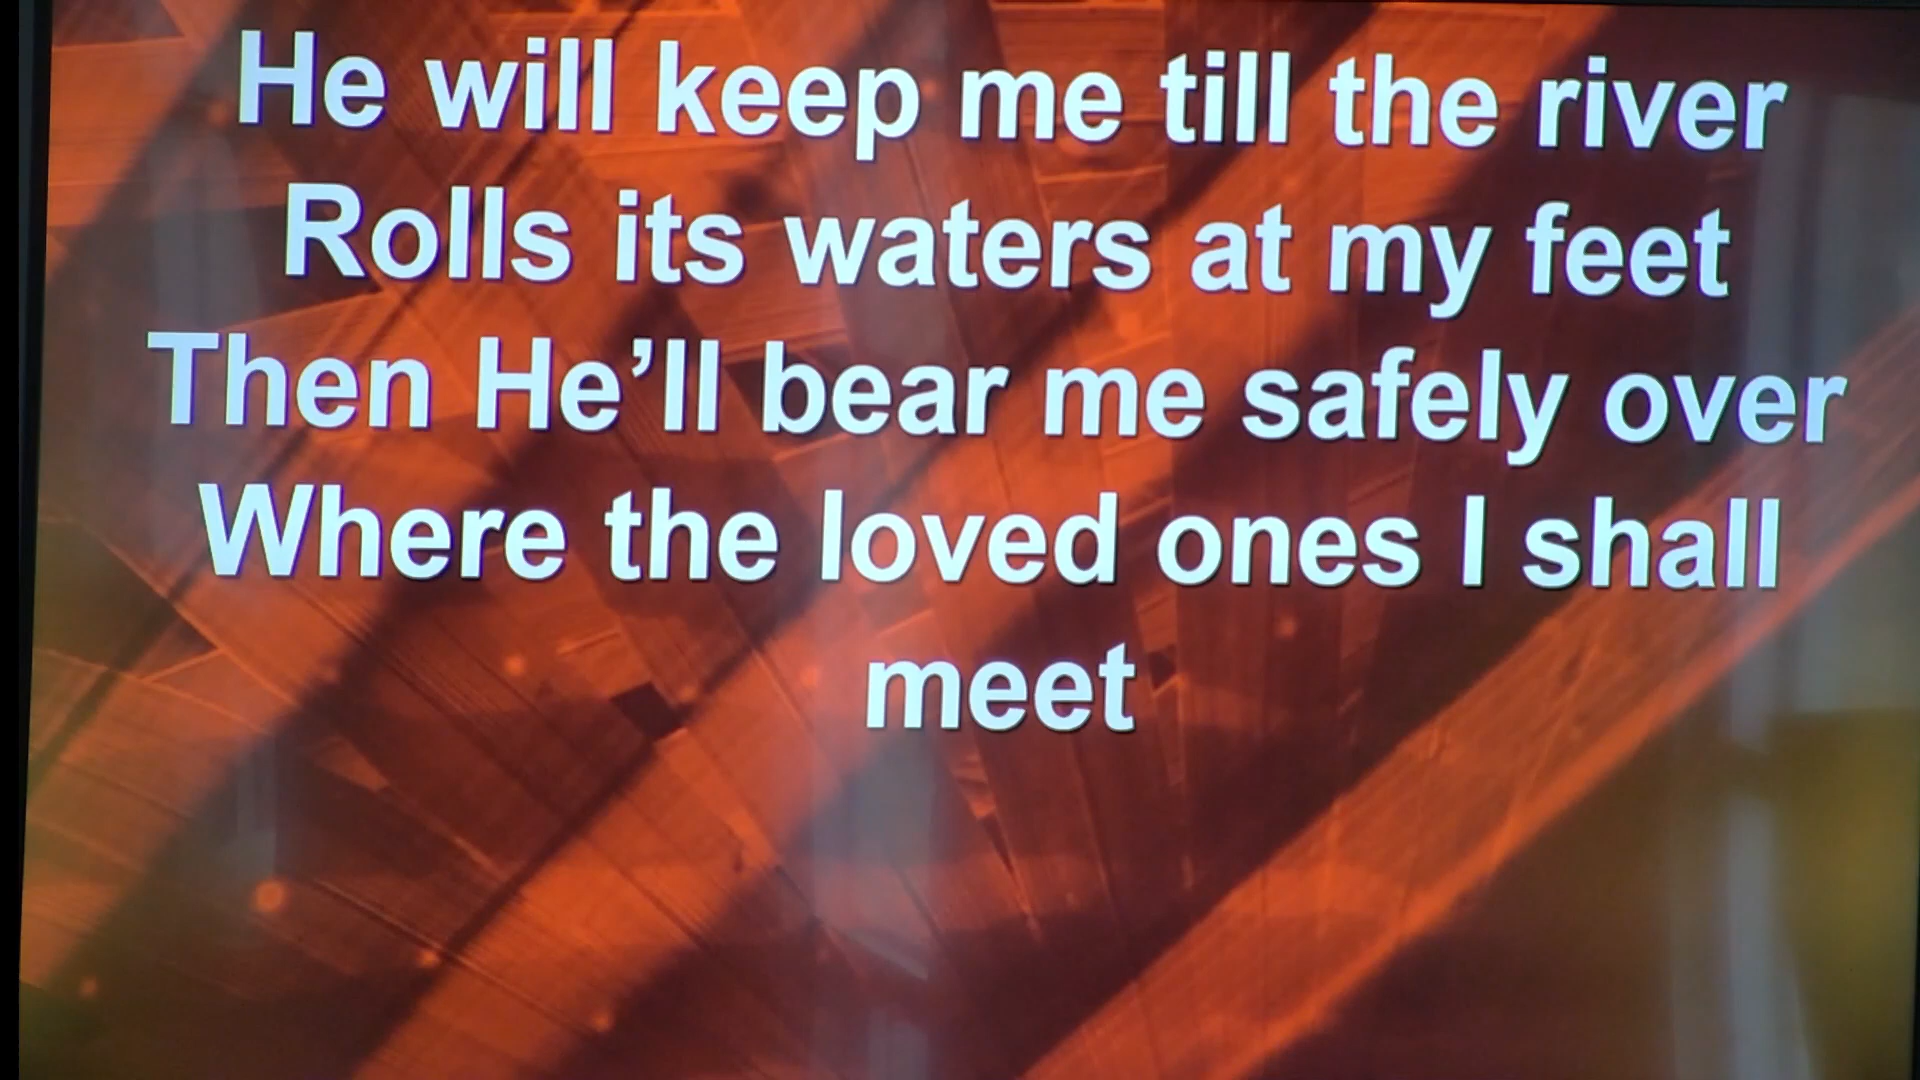 He will keep me till the river
Rolls its waters at my feet
Then He’ll bear me safely over
Where the loved ones I shall
meet